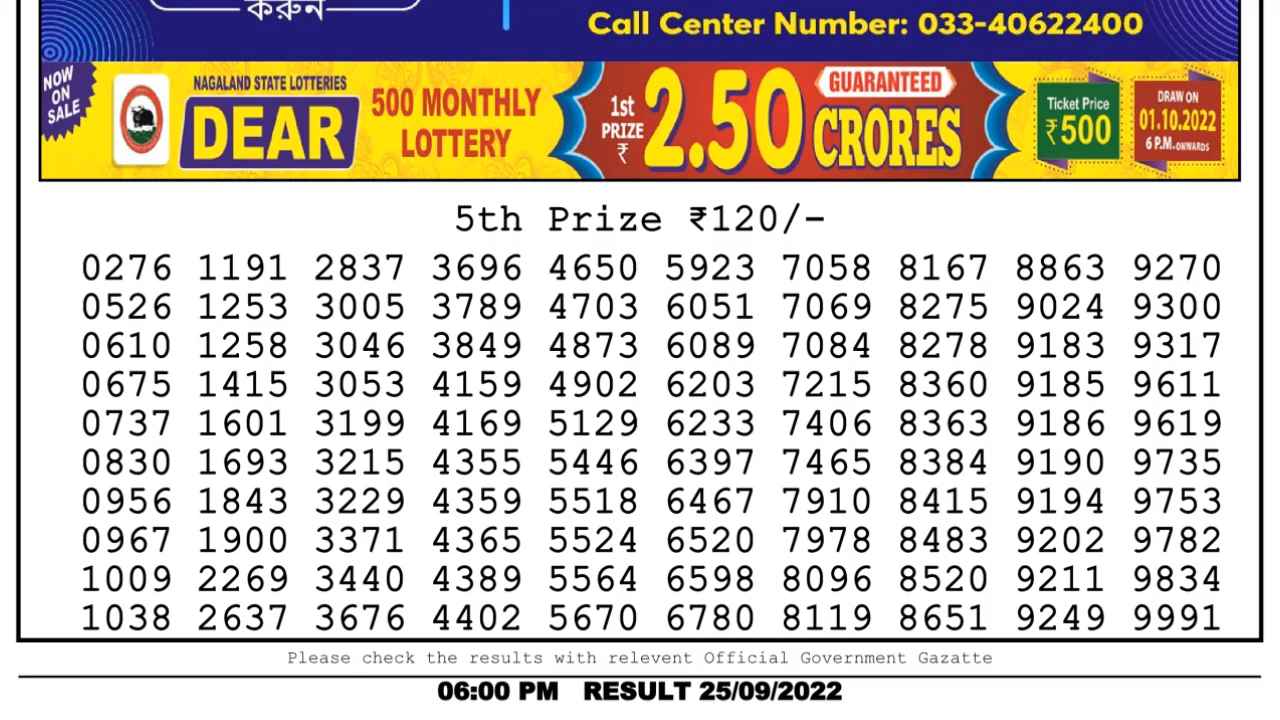 করুন
Call Center Number: 033-40622400
NOW
ON
SALE
NAGALAND STATE LOTTERIES
DEAR
500 MONTHLY
LOTTERY
1st
PRIZE
₹
2.50
GUARANTEED
CRORES
Ticket Price
₹500
DRAW ON
01.10.2022
6 P.M.ONWARDS
5th Prize ₹120/-
0276 1191 2837 3696 4650 5923 7058 8167 8863 9270
0526 1253 3005 3789 4703 6051 7069 8275 9024 9300
0610 1258 3046 3849 4873 6089 7084 8278 9183 9317
0675 1415 3053 4159 4902 6203 7215 8360 9185 9611
0737 1601 3199 4169 5129 6233 7406 8363 9186 9619
0830 1693 3215 4355 5446 6397 7465 8384 9190 9735
0956 1843 3229 4359 5518 6467 7910 8415 9194 9753
0967 1900 3371 4365 5524 6520 7978 8483 9202 9782
1009 2269 3440 4389 5564 6598 8096 8520 9211 9834
1038 2637 3676 4402 5670 6780 8119 8651 9249 9991
Please check the results with relevent Official Government Gazatte
06:00 PM RESULT 25/09/2022